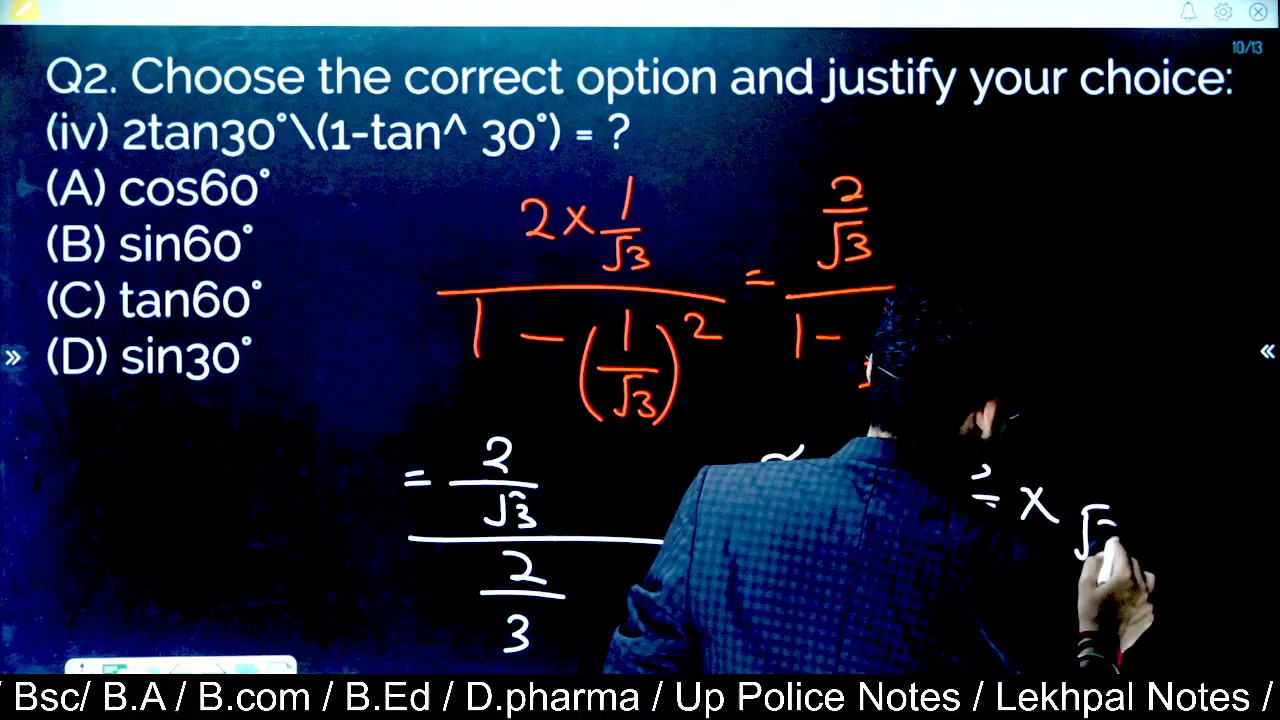 10/13
Q2. Choose the correct option and justify your choice:
(iv) 2tan30°\(1-tan^ 30°) = ?
(A) cos60°
(B) sin60°
(C) tan60°
(D) sin30°
2 × 1/√3 / 1 - (1/√3)² = 2/√3 / 1 -
= 2/√3 / 2/3
× √
/ Bsc/ B.A / B.com / B.Ed / D.pharma / Up Police Notes / Lekhpal Notes /